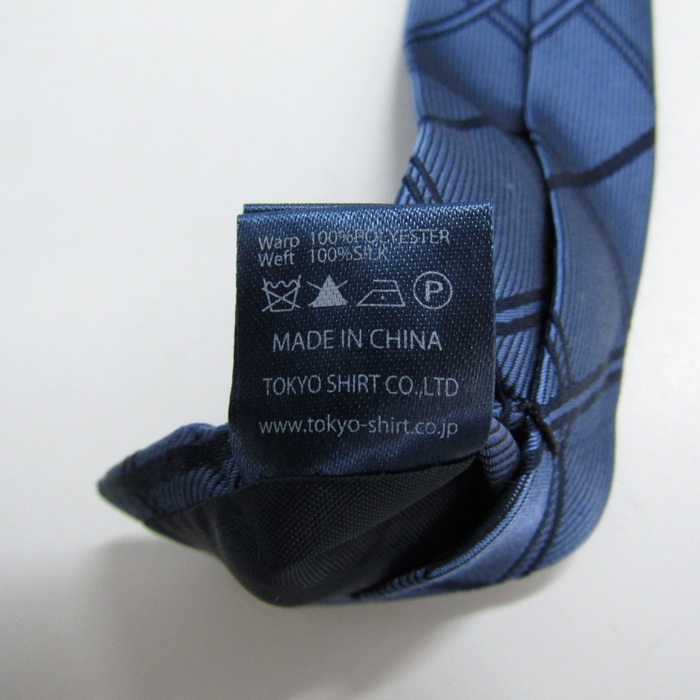 Warp 100%POLYESTER
Weft 100%SILK
P
MADE IN CHINA
TOKYO SHIRT CO.,LTD
www.tokyo-shirt.co.jp